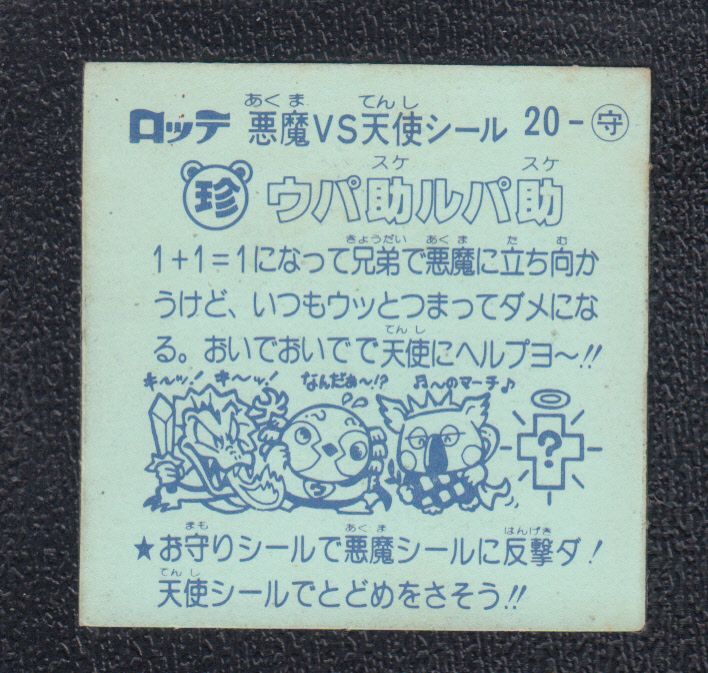 ロッテ 悪魔VS天使シール 20-守
あくま てんし
珍 ウパ助ルパ助
スケ スケ
1+1=1になって兄弟で悪魔に立ち向か
きょうだい あくま た む
うけど、いつもウッとつまってダメにな
る。おいでおいでで天使にヘルプヨ〜!!
てんし
キ〜ッ! キ〜ッ! なんだぁ〜!? ♬〜のマーチ♪
う ?
★お守りシールで悪魔シールに反撃ダ!
まも あくま はんげき
天使シールでとどめをさそう!!
てんし